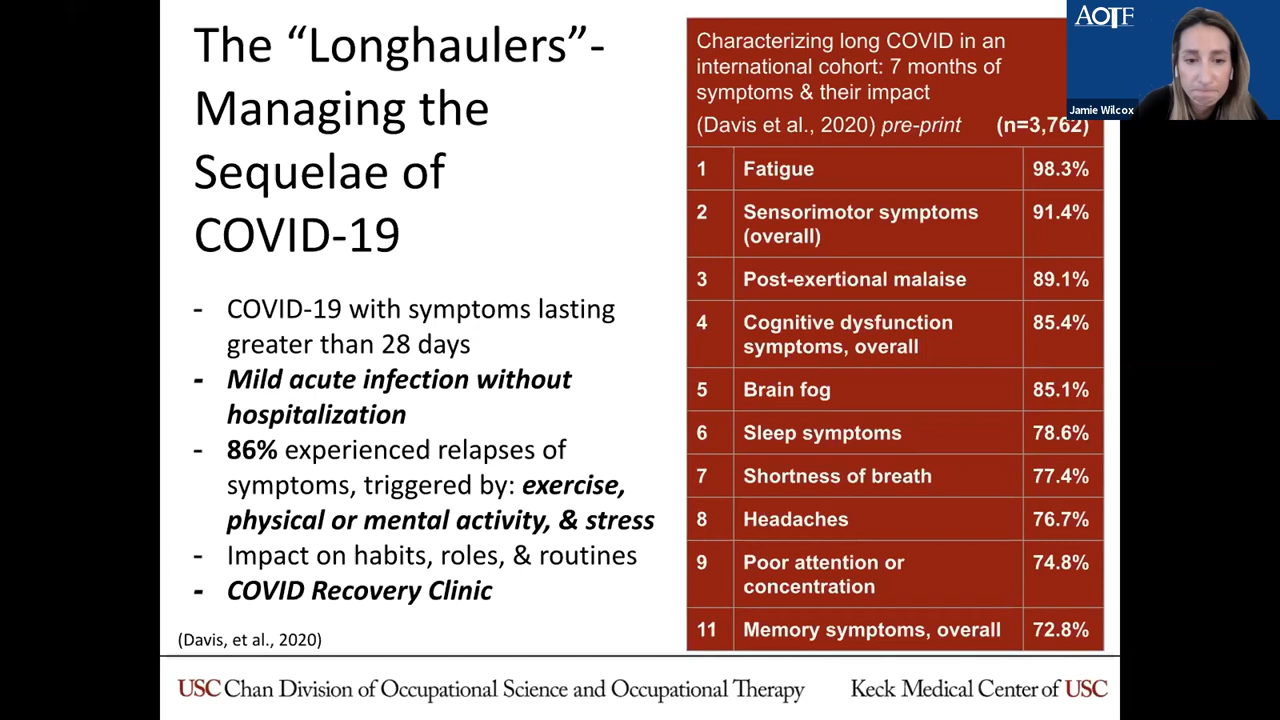 The “Longhaulers”-
Managing the
Sequelae of
COVID-19
- COVID-19 with symptoms lasting
greater than 28 days
- Mild acute infection without
hospitalization
- 86% experienced relapses of
symptoms, triggered by: exercise,
physical or mental activity, & stress
- Impact on habits, roles, & routines
- COVID Recovery Clinic
(Davis, et al., 2020)
Characterizing long COVID in an
international cohort: 7 months of
symptoms & their impact
(Davis et al., 2020) pre-print (n=3,762)
1 Fatigue 98.3%
2 Sensorimotor symptoms 91.4%
(overall)
3 Post-exertional malaise 89.1%
4 Cognitive dysfunction 85.4%
symptoms, overall
5 Brain fog 85.1%
6 Sleep symptoms 78.6%
7 Shortness of breath 77.4%
8 Headaches 76.7%
9 Poor attention or 74.8%
concentration
11 Memory symptoms, overall 72.8%
AOTF
Jamie Wilcox
USC Chan Division of Occupational Science and Occupational Therapy
Keck Medical Center of USC